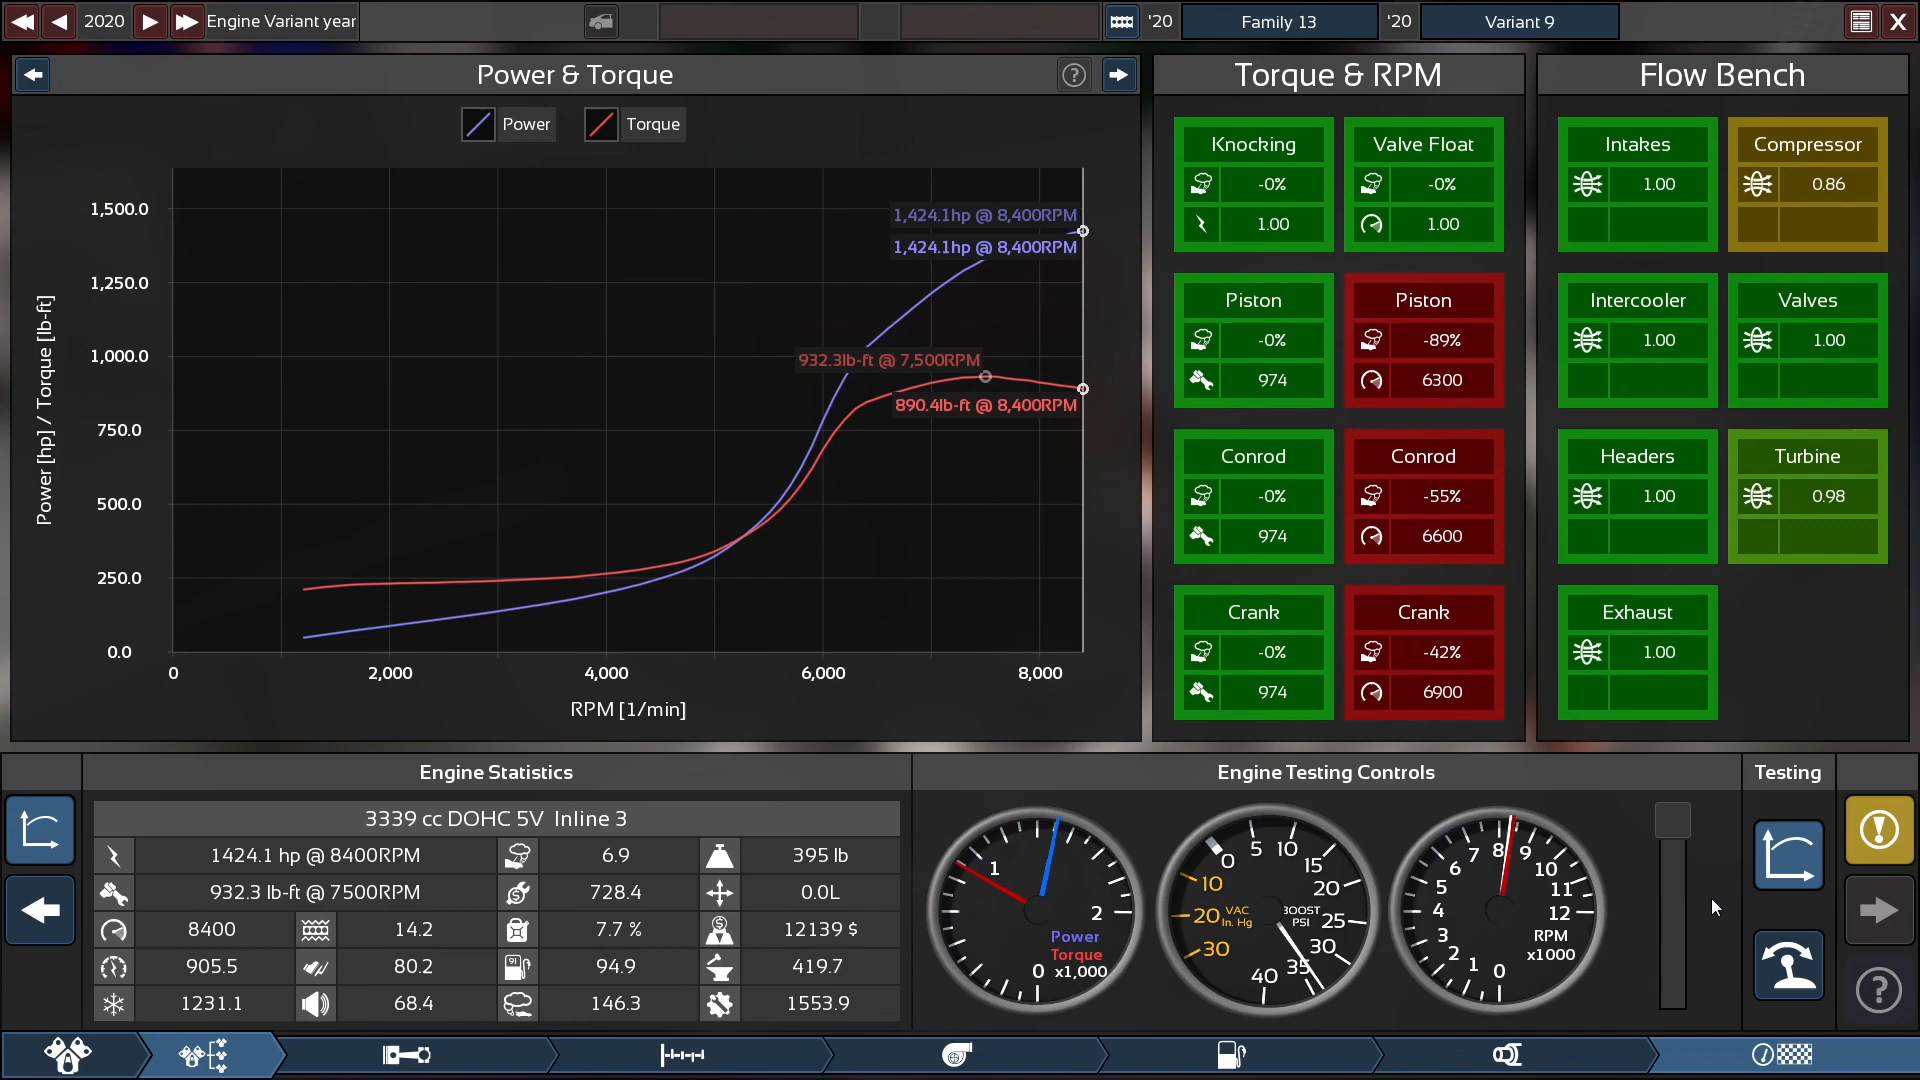 2020 Engine Variant year '20 Family 13 '20 Variant 9 X
Power & Torque ?
Power Torque
1,500.0
1,250.0
1,000.0
750.0
500.0
250.0
0.0
Power [hp] / Torque [lb-ft]
1,424.1hp @ 8,400RPM
1,424.1hp @ 8,400RPM
932.3lb-ft @ 7,500RPM
890.4lb-ft @ 8,400RPM
0 2,000 4,000 6,000 8,000
RPM [1/min]
Torque & RPM
Knocking
-0%
1.00
Valve Float
-0%
1.00
Piston
-0%
974
Piston
-89%
6300
Conrod
-0%
974
Conrod
-55%
6600
Crank
-0%
974
Crank
-42%
6900
Flow Bench
Intakes
1.00
Compressor
0.86
Intercooler
1.00
Valves
1.00
Headers
1.00
Turbine
0.98
Exhaust
1.00
Engine Statistics
3339 cc DOHC 5V Inline 3
1424.1 hp @ 8400RPM 6.9 395 lb
932.3 lb-ft @ 7500RPM 728.4 0.0L
8400 14.2 7.7 % 12139 $
905.5 80.2 91 94.9 419.7
1231.1 68.4 146.3 1553.9
Engine Testing Controls
0 1 2
Power
Torque
x1,000
0 5 10 15 20 25 30 35 40
10 20 30
VAC
In. Hg
BOOST
PSI
0 1 2 3 4 5 6 7 8 9 10 11 12
RPM
x1000
Testing
?